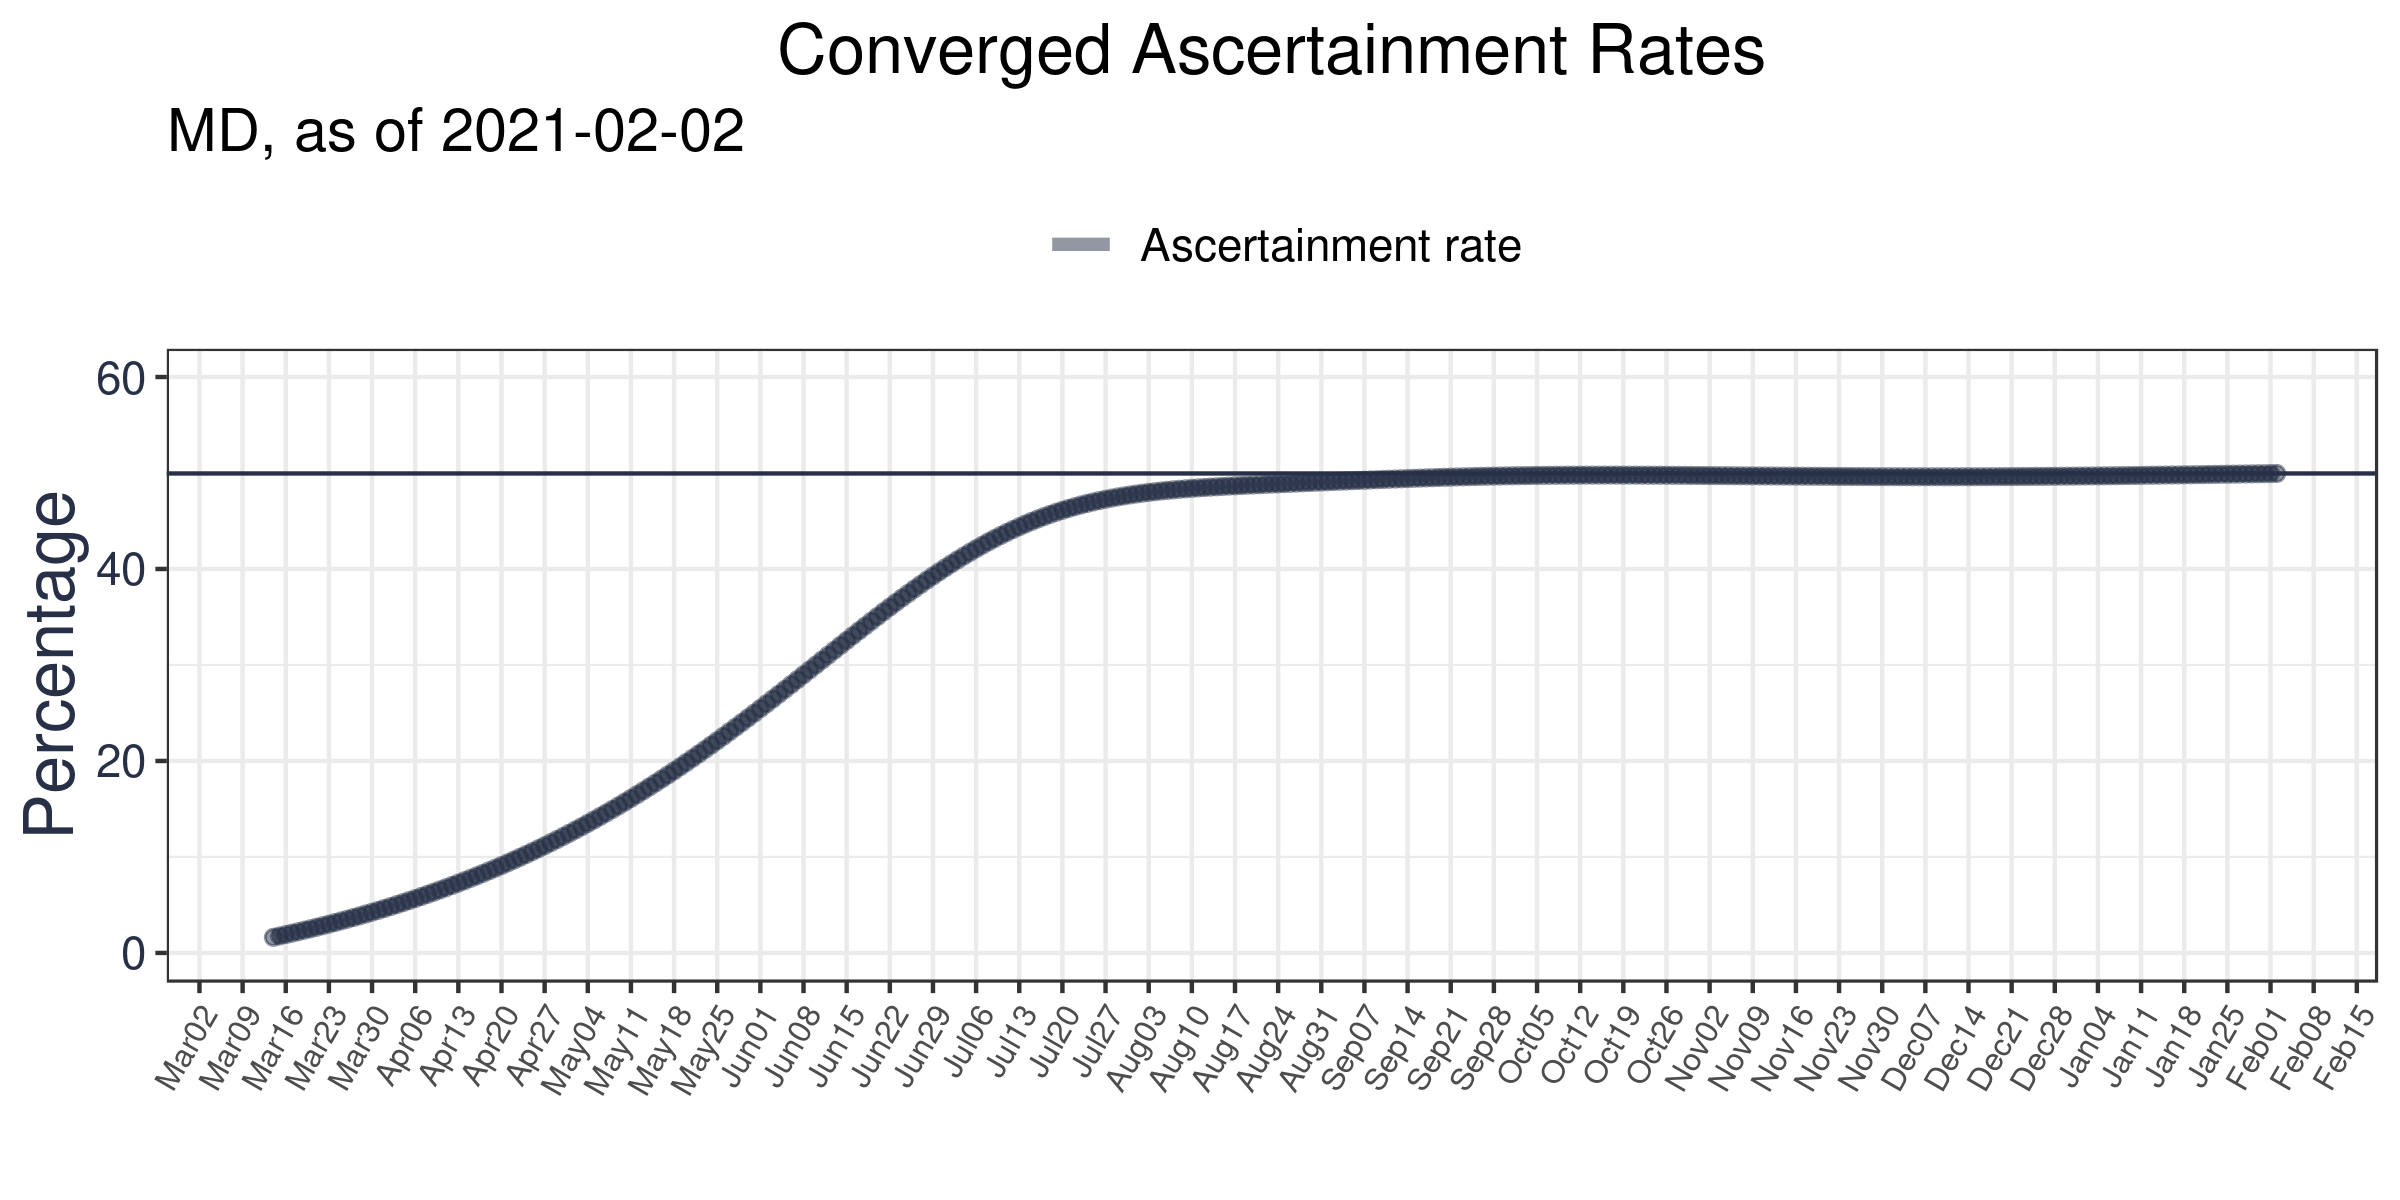 Converged Ascertainment Rates
MD, as of 2021-02-02
Ascertainment rate
Percentage
60
40
20
0
Mar02 Mar09 Mar16 Mar23 Mar30 Apr06 Apr13 Apr20 Apr27 May04 May11 May18 May25 Jun01 Jun08 Jun15 Jun22 Jun29 Jul06 Jul13 Jul20 Jul27 Aug03 Aug10 Aug17 Aug24 Aug31 Sep07 Sep14 Sep21 Sep28 Oct05 Oct12 Oct19 Oct26 Nov02 Nov09 Nov16 Nov23 Nov30 Dec07 Dec14 Dec21 Dec28 Jan04 Jan11 Jan18 Jan25 Feb01 Feb08 Feb15